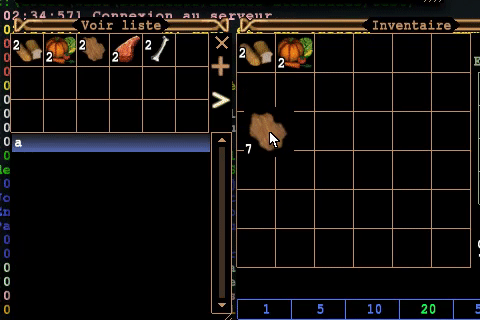 02:34:57] Connexion au serveur
Voir liste
Inventaire
2 2 2 2 2
2 2
a
7
1 5 10 20 5